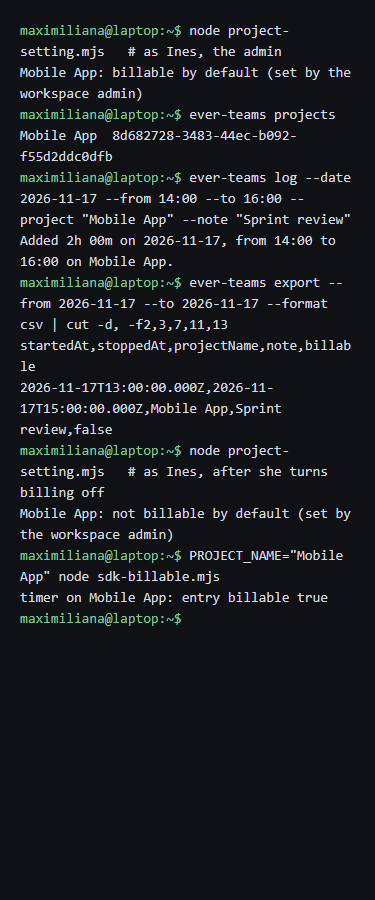 maximiliana@laptop:~$ node project-
setting.mjs   # as Ines, the admin
Mobile App: billable by default (set by the
workspace admin)
maximiliana@laptop:~$ ever-teams projects
Mobile App  8d682728-3483-44ec-b092-
f55d2ddc0dfb
maximiliana@laptop:~$ ever-teams log --date
2026-11-17 --from 14:00 --to 16:00 --
project "Mobile App" --note "Sprint review"
Added 2h 00m on 2026-11-17, from 14:00 to
16:00 on Mobile App.
maximiliana@laptop:~$ ever-teams export --
from 2026-11-17 --to 2026-11-17 --format
csv | cut -d, -f2,3,7,11,13
startedAt,stoppedAt,projectName,note,billab
le
2026-11-17T13:00:00.000Z,2026-11-
17T15:00:00.000Z,Mobile App,Sprint
review,false
maximiliana@laptop:~$ node project-
setting.mjs   # as Ines, after she turns
billing off
Mobile App: not billable by default (set by
the workspace admin)
maximiliana@laptop:~$ PROJECT_NAME="Mobile
App" node sdk-billable.mjs
timer on Mobile App: entry billable true
maximiliana@laptop:~$